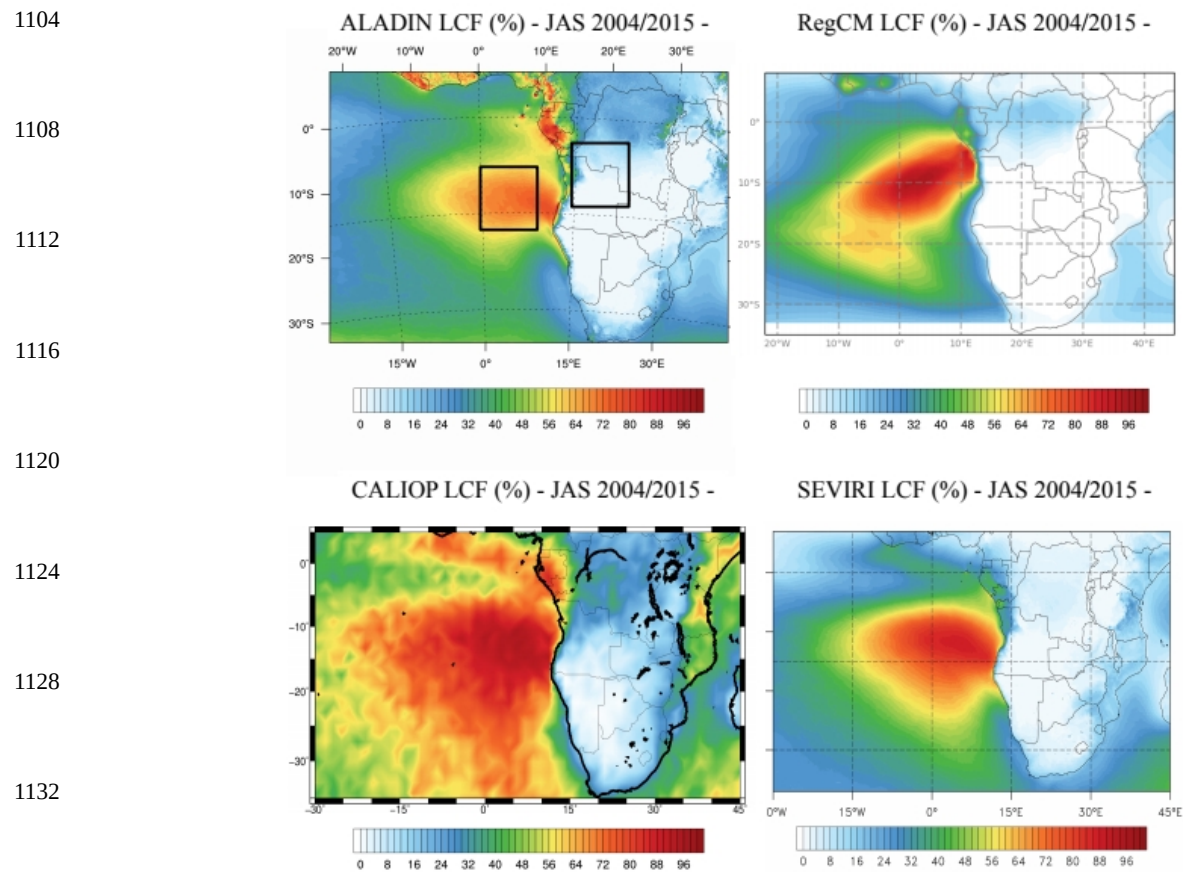 1104
ALADIN LCF (%) - JAS 2004/2015 -
RegCM LCF (%) - JAS 2004/2015 -
20°W 10°W 0° 10°E 20°E 30°E
1108
0°
0°
10°S
10°S
1112
20°S
20°S
30°S
30°S
1116
15°W 0° 15°E 30°E
20°W 10°W 0° 10°E 20°E 30°E 40°E
0 8 16 24 32 40 48 56 64 72 80 88 96
0 8 16 24 32 40 48 56 64 72 80 88 96
1120
CALIOP LCF (%) - JAS 2004/2015 -
SEVIRI LCF (%) - JAS 2004/2015 -
1124
0°
-10°
1128
-20°
-30°
1132
-30° -15° 0° 15° 30° 45°
0°W 15°W 0° 15°E 30°E 45°E
0 8 16 24 32 40 48 56 64 72 80 88 96
0 8 16 24 32 40 48 56 64 72 80 88 96